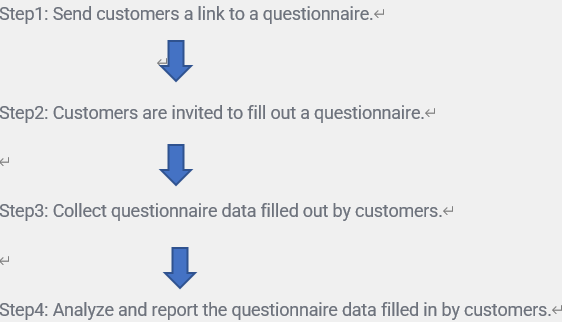 Step1: Send customers a link to a questionnaire.
Step2: Customers are invited to fill out a questionnaire.
Step3: Collect questionnaire data filled out by customers.
Step4: Analyze and report the questionnaire data filled in by customers.